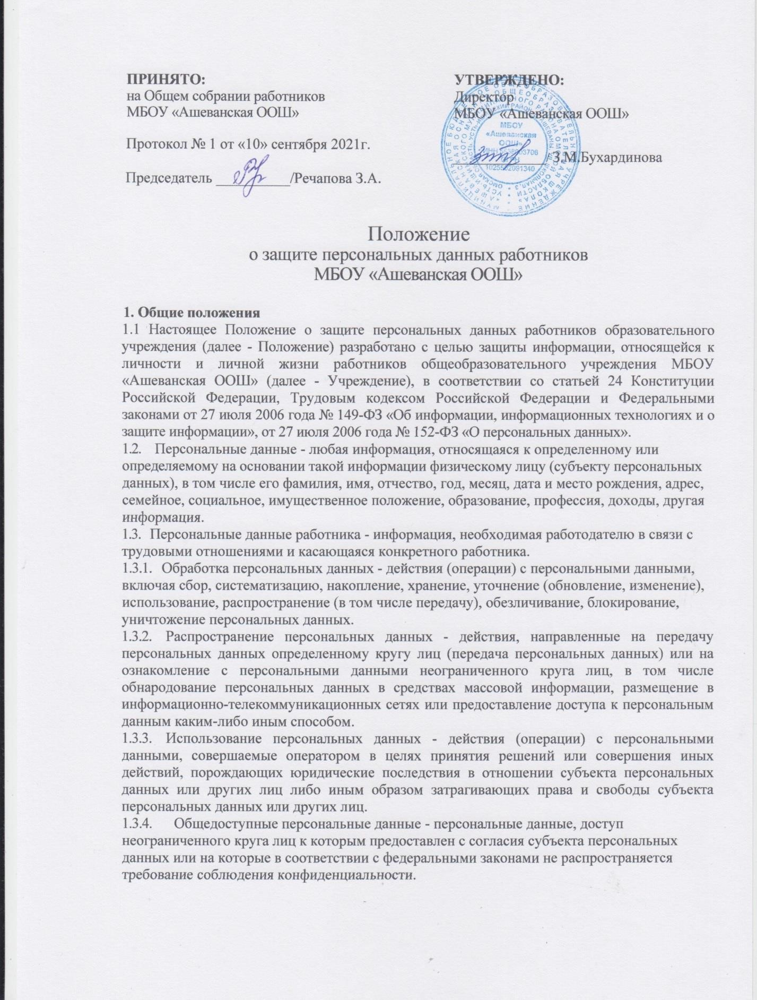 ПРИНЯТО:
на Общем собрании работников
МБОУ «Ашеванская ООШ»
Протокол № 1 от «10» сентября 2021г.
Председатель __________/Речапова З.А.
УТВЕРЖДЕНО:
Директор
МБОУ «Ашеванская ООШ»
З.М.Бухардинова
МБОУ
«Ашеванская
ООШ»
ОГРН
1025502091340
Положение
о защите персональных данных работников
МБОУ «Ашеванская ООШ»
1. Общие положения
1.1 Настоящее Положение о защите персональных данных работников образовательного
учреждения (далее - Положение) разработано с целью защиты информации, относящейся к
личности и личной жизни работников общеобразовательного учреждения МБОУ
«Ашеванская ООШ» (далее - Учреждение), в соответствии со статьей 24 Конституции
Российской Федерации, Трудовым кодексом Российской Федерации и Федеральными
законами от 27 июля 2006 года № 149-ФЗ «Об информации, информационных технологиях и о
защите информации», от 27 июля 2006 года № 152-ФЗ «О персональных данных».
1.2. Персональные данные - любая информация, относящаяся к определенному или
определяемому на основании такой информации физическому лицу (субъекту персональных
данных), в том числе его фамилия, имя, отчество, год, месяц, дата и место рождения, адрес,
семейное, социальное, имущественное положение, образование, профессия, доходы, другая
информация.
1.3. Персональные данные работника - информация, необходимая работодателю в связи с
трудовыми отношениями и касающаяся конкретного работника.
1.3.1. Обработка персональных данных - действия (операции) с персональными данными,
включая сбор, систематизацию, накопление, хранение, уточнение (обновление, изменение),
использование, распространение (в том числе передачу), обезличивание, блокирование,
уничтожение персональных данных.
1.3.2. Распространение персональных данных - действия, направленные на передачу
персональных данных определенному кругу лиц (передача персональных данных) или на
ознакомление с персональными данными неограниченного круга лиц, в том числе
обнародование персональных данных в средствах массовой информации, размещение в
информационно-телекоммуникационных сетях или предоставление доступа к персональным
данным каким-либо иным способом.
1.3.3. Использование персональных данных - действия (операции) с персональными
данными, совершаемые оператором в целях принятия решений или совершения иных
действий, порождающих юридические последствия в отношении субъекта персональных
данных или других лиц либо иным образом затрагивающих права и свободы субъекта
персональных данных или других лиц.
1.3.4. Общедоступные персональные данные - персональные данные, доступ
неограниченного круга лиц к которым предоставлен с согласия субъекта персональных
данных или на которые в соответствии с федеральными законами не распространяется
требование соблюдения конфиденциальности.